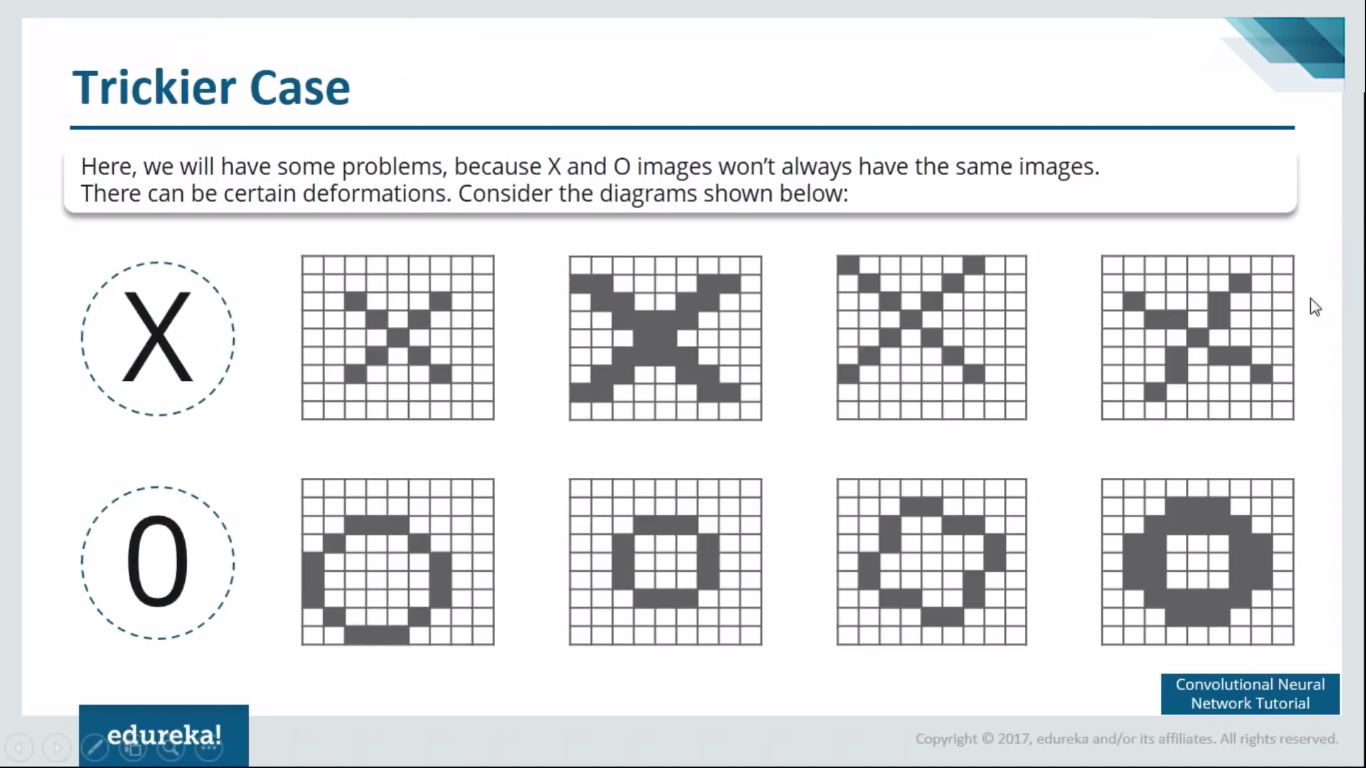 Trickier Case
Here, we will have some problems, because X and O images won’t always have the same images.
There can be certain deformations. Consider the diagrams shown below:
X
O
Convolutional Neural
Network Tutorial
edureka!
Copyright © 2017, edureka and/or its affiliates. All rights reserved.